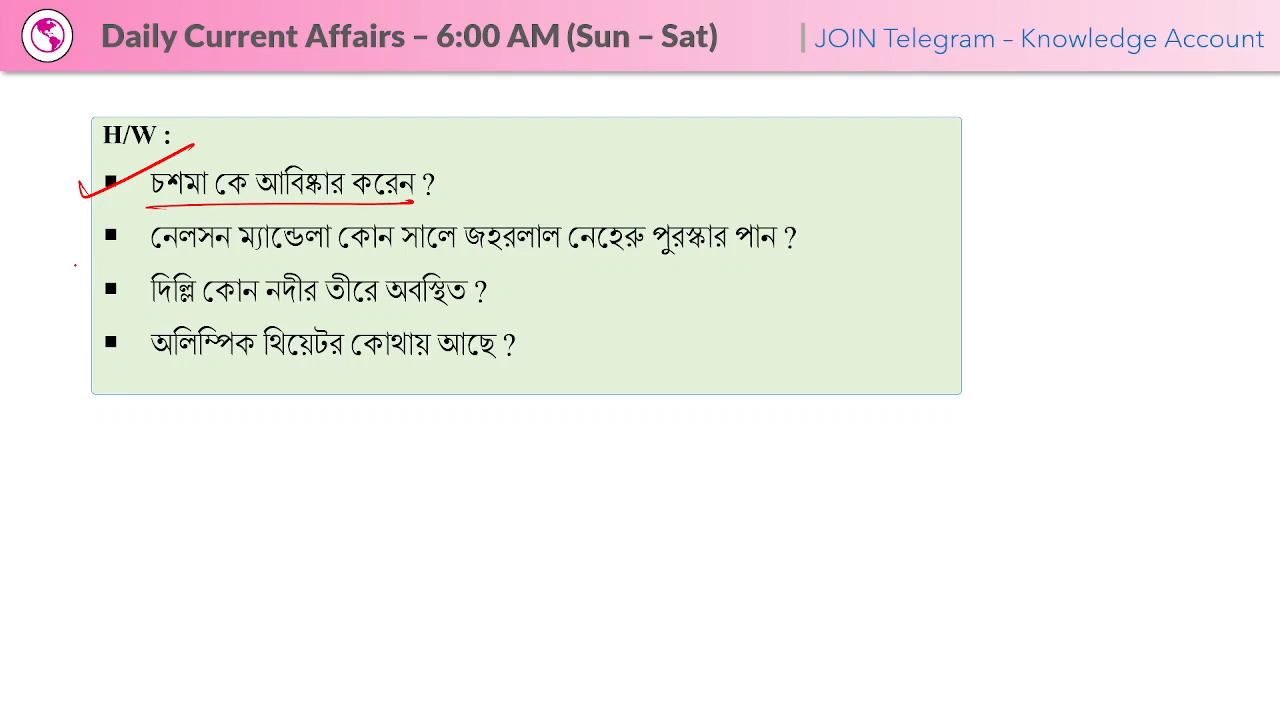 Daily Current Affairs – 6:00 AM (Sun – Sat)
JOIN Telegram – Knowledge Account
H/W :
▪ চশমা কে আবিষ্কার করেন ?
▪ নেলসন ম্যান্ডেলা কোন সালে জহরলাল নেহেরু পুরস্কার পান ?
▪ দিল্লি কোন নদীর তীরে অবস্থিত ?
▪ অলিম্পিক থিয়েটর কোথায় আছে ?